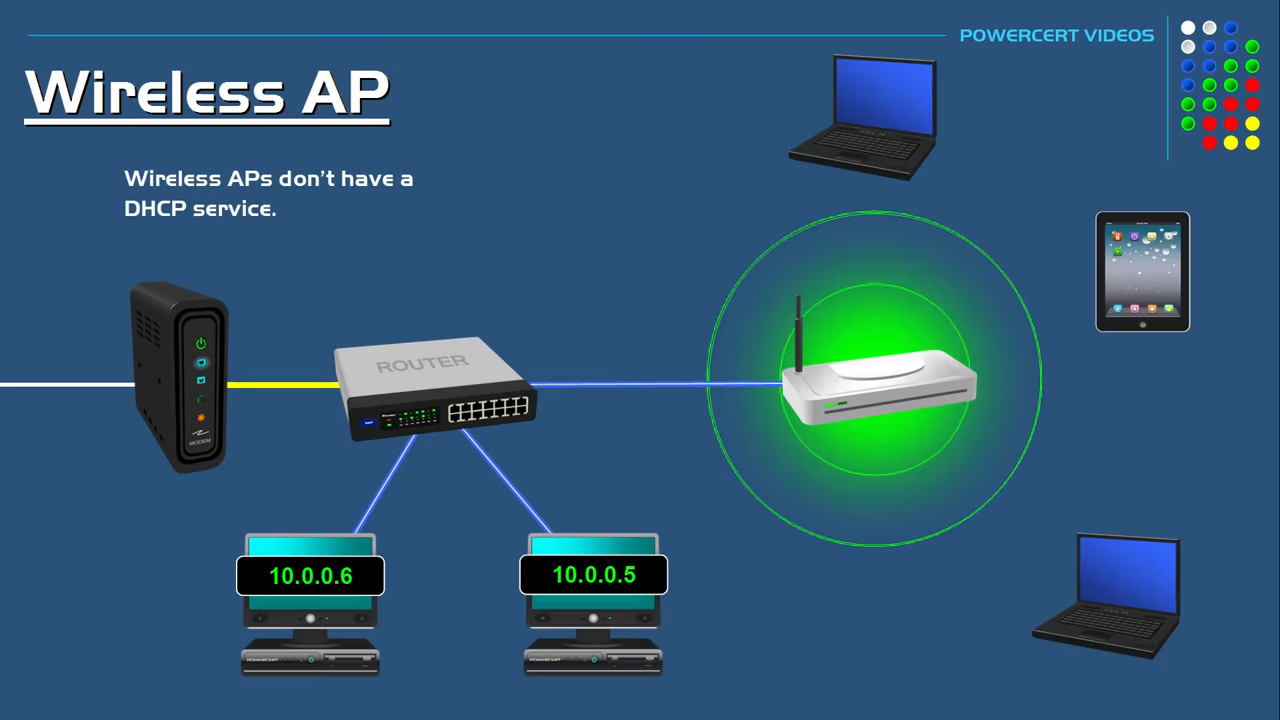 POWERCERT VIDEOS
Wireless AP
Wireless APs don't have a
DHCP service.
ROUTER
MODEM
10.0.0.6
10.0.0.5